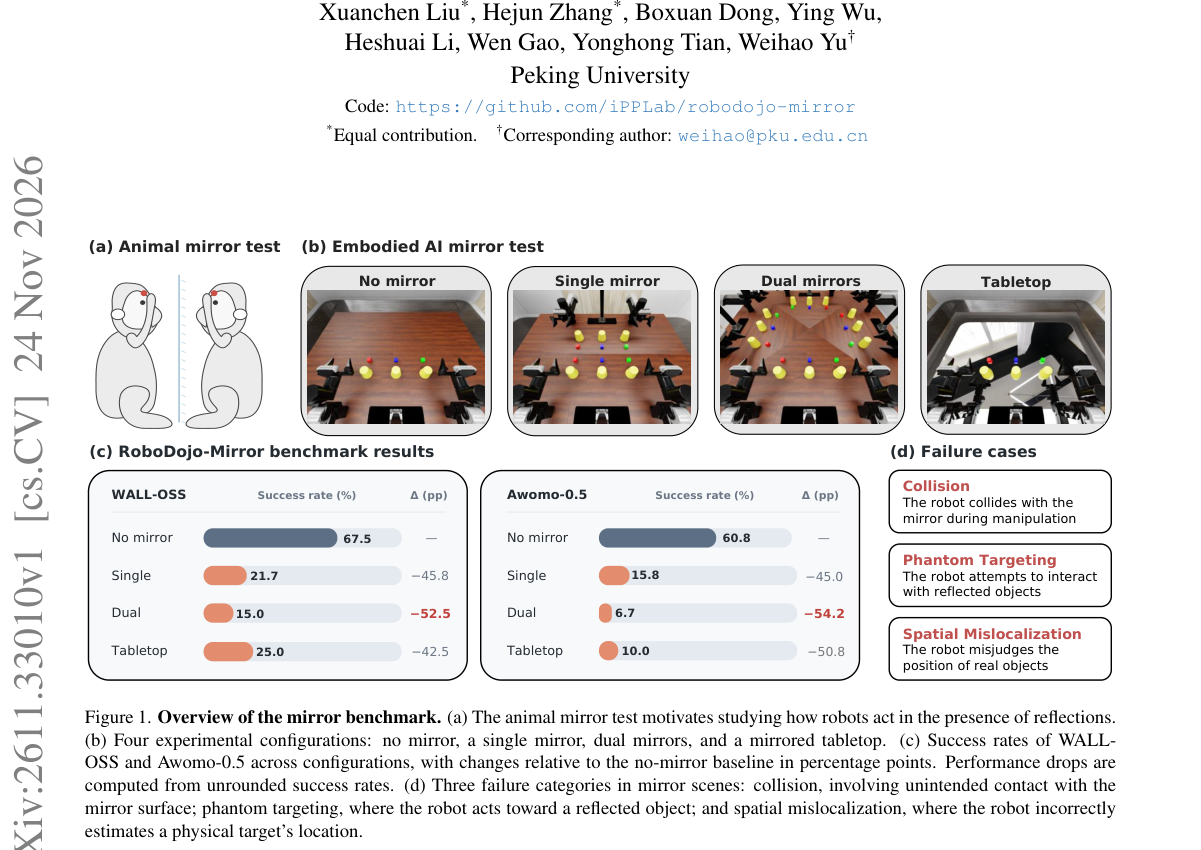 Xuanchen Liu*, Hejun Zhang*, Boxuan Dong, Ying Wu,
Heshuai Li, Wen Gao, Yonghong Tian, Weihao Yu†
Peking University
Code: https://github.com/iPPLab/robodojo-mirror
*Equal contribution. †Corresponding author: weihao@pku.edu.cn
Xiv:2611.33010v1 [cs.CV] 24 Nov 2026
(a) Animal mirror test
(b) Embodied AI mirror test
No mirror
Single mirror
Dual mirrors
Tabletop
(c) RoboDojo-Mirror benchmark results
WALL-OSS Success rate (%) Δ (pp)
No mirror 67.5 —
Single 21.7 −45.8
Dual 15.0 −52.5
Tabletop 25.0 −42.5
Awomo-0.5 Success rate (%) Δ (pp)
No mirror 60.8 —
Single 15.8 −45.0
Dual 6.7 −54.2
Tabletop 10.0 −50.8
(d) Failure cases
Collision
The robot collides with the
mirror during manipulation
Phantom Targeting
The robot attempts to interact
with reflected objects
Spatial Mislocalization
The robot misjudges the
position of real objects
Figure 1. Overview of the mirror benchmark. (a) The animal mirror test motivates studying how robots act in the presence of reflections.
(b) Four experimental configurations: no mirror, a single mirror, dual mirrors, and a mirrored tabletop. (c) Success rates of WALL-
OSS and Awomo-0.5 across configurations, with changes relative to the no-mirror baseline in percentage points. Performance drops are
computed from unrounded success rates. (d) Three failure categories in mirror scenes: collision, involving unintended contact with the
mirror surface; phantom targeting, where the robot acts toward a reflected object; and spatial mislocalization, where the robot incorrectly
estimates a physical target's location.